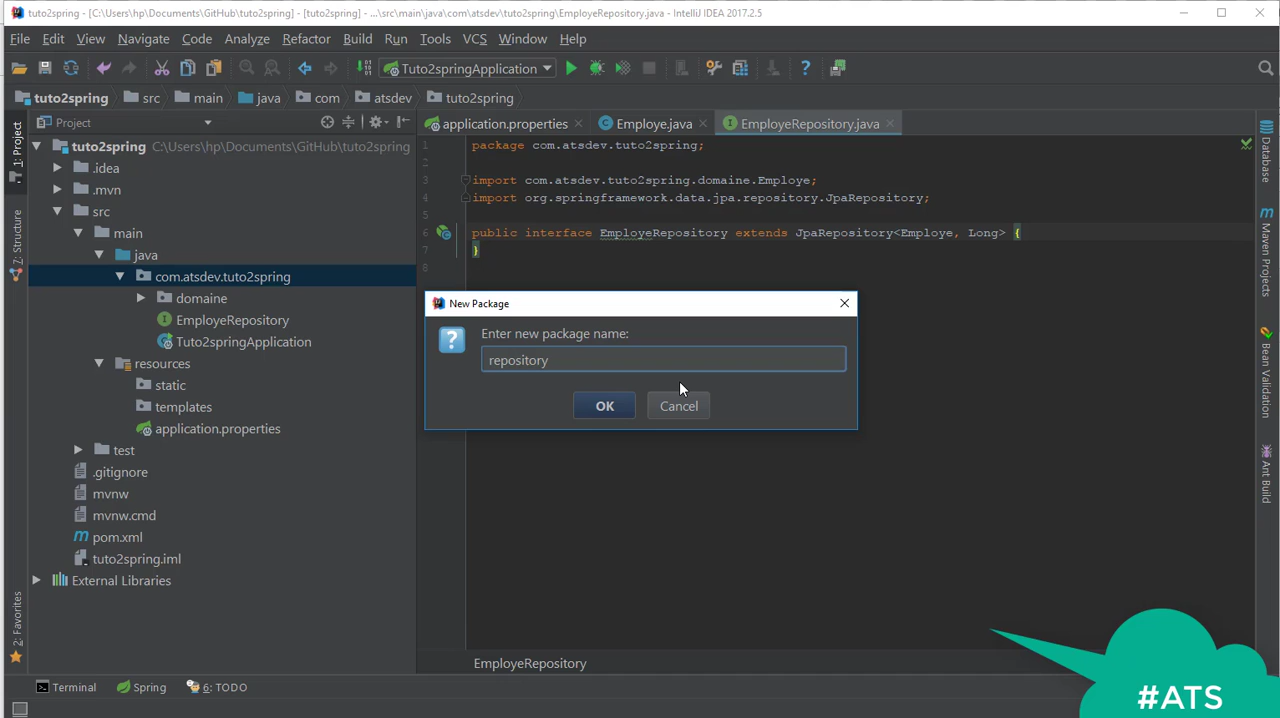 tuto2spring - [C:\Users\hp\Documents\GitHub\tuto2spring] - [tuto2spring] - ...\src\main\java\com\atsdev\tuto2spring\EmployeRepository.java - IntelliJ IDEA 2017.2.5
File Edit View Navigate Code Analyze Refactor Build Run Tools VCS Window Help
Tuto2springApplication
tuto2spring src main java com atsdev tuto2spring
Project
application.properties Employe.java EmployeRepository.java
1: Project
7: Structure
2: Favorites
tuto2spring C:\Users\hp\Documents\GitHub\tuto2spring
.idea
.mvn
src
main
java
com.atsdev.tuto2spring
domaine
EmployeRepository
Tuto2springApplication
resources
static
templates
application.properties
test
.gitignore
mvnw
mvnw.cmd
pom.xml
tuto2spring.iml
External Libraries
1 package com.atsdev.tuto2spring;
2
3 import com.atsdev.tuto2spring.domaine.Employe;
4 import org.springframework.data.jpa.repository.JpaRepository;
5
6 public interface EmployeRepository extends JpaRepository<Employe, Long> {
7 }
8
New Package
Enter new package name:
repository
OK Cancel
EmployeRepository
Database
Maven Projects
Bean Validation
Ant Build
Terminal Spring 6: TODO
#ATS